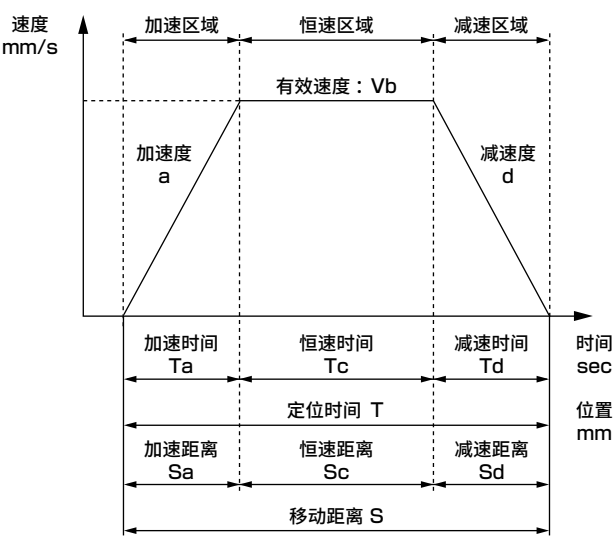 速度
mm/s
加速区域
恒速区域
减速区域
有效速度：Vb
加速度
a
减速度
d
加速时间
Ta
恒速时间
Tc
减速时间
Td
时间
sec
定位时间 T
位置
mm
加速距离
Sa
恒速距离
Sc
减速距离
Sd
移动距离 S